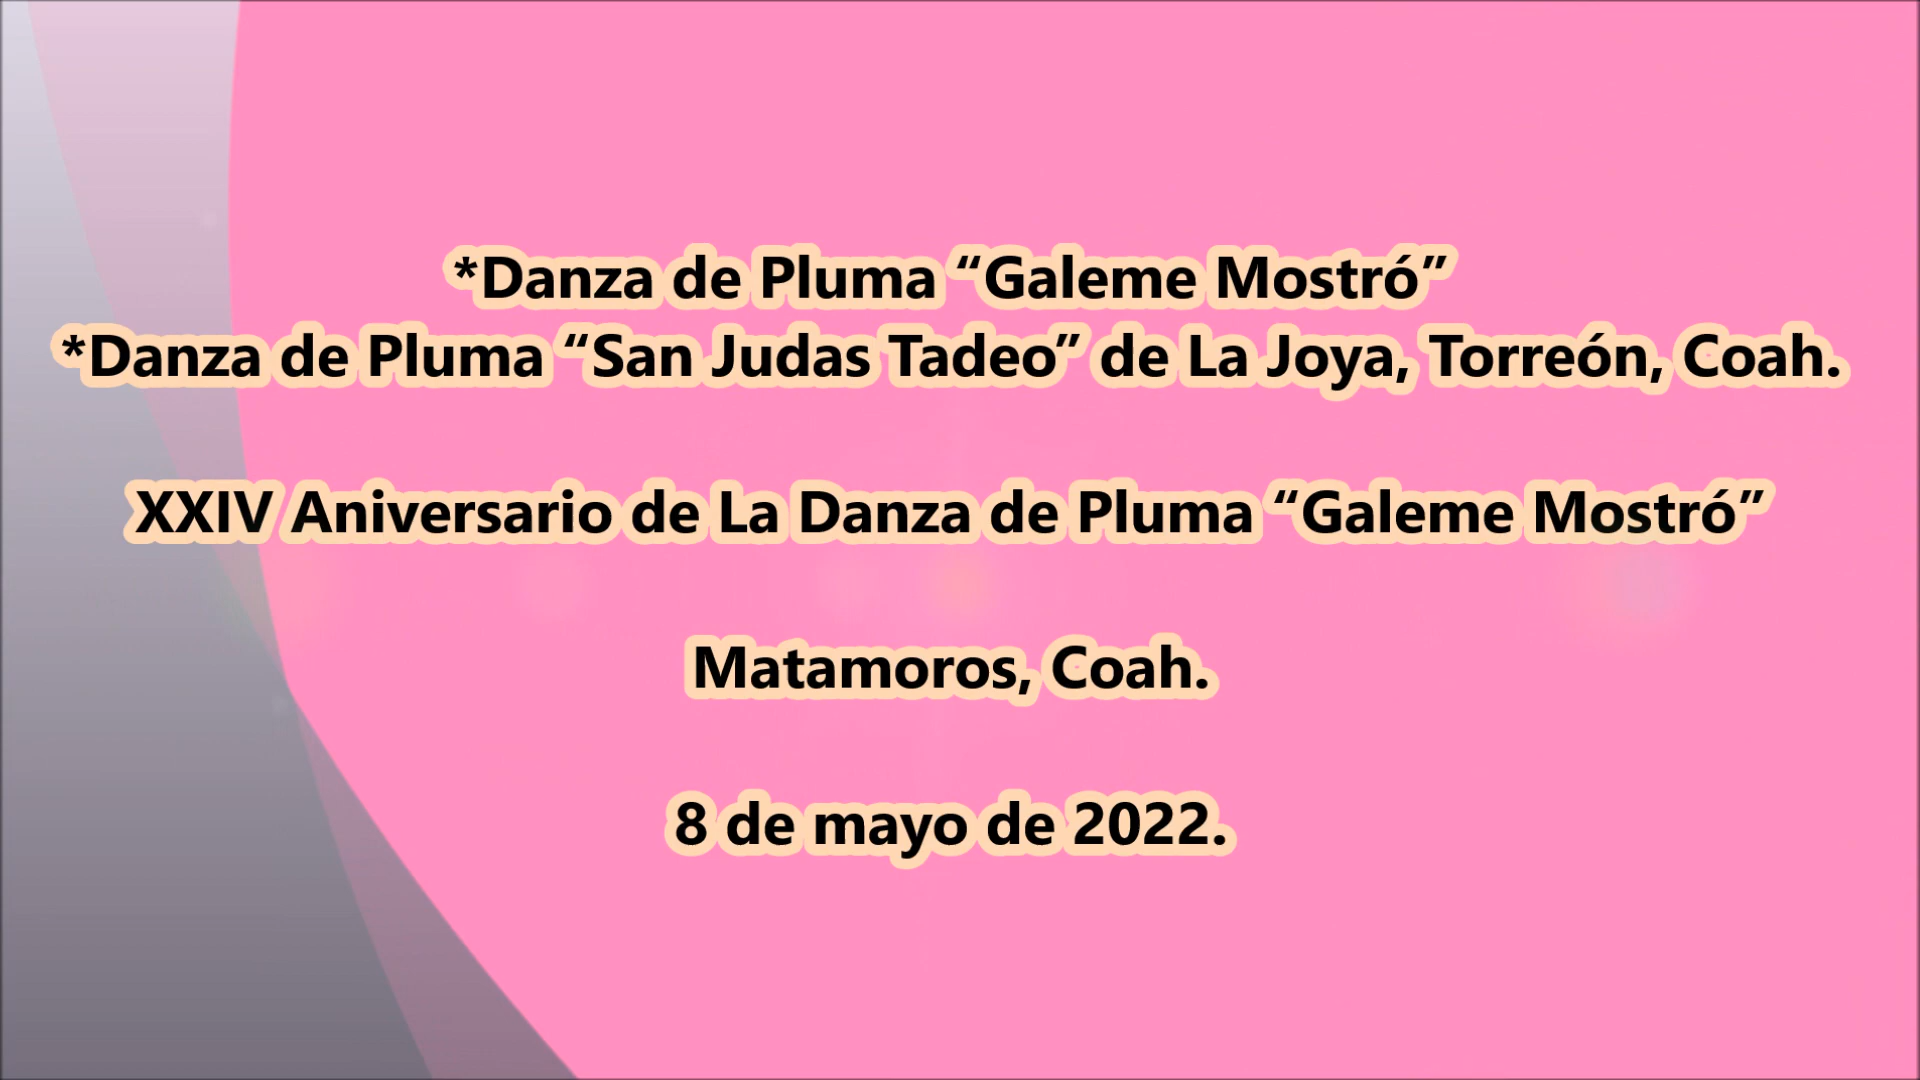 *Danza de Pluma “Galeme Mostró”
*Danza de Pluma “San Judas Tadeo” de La Joya, Torreón, Coah.
XXIV Aniversario de La Danza de Pluma “Galeme Mostró”
Matamoros, Coah.
8 de mayo de 2022.